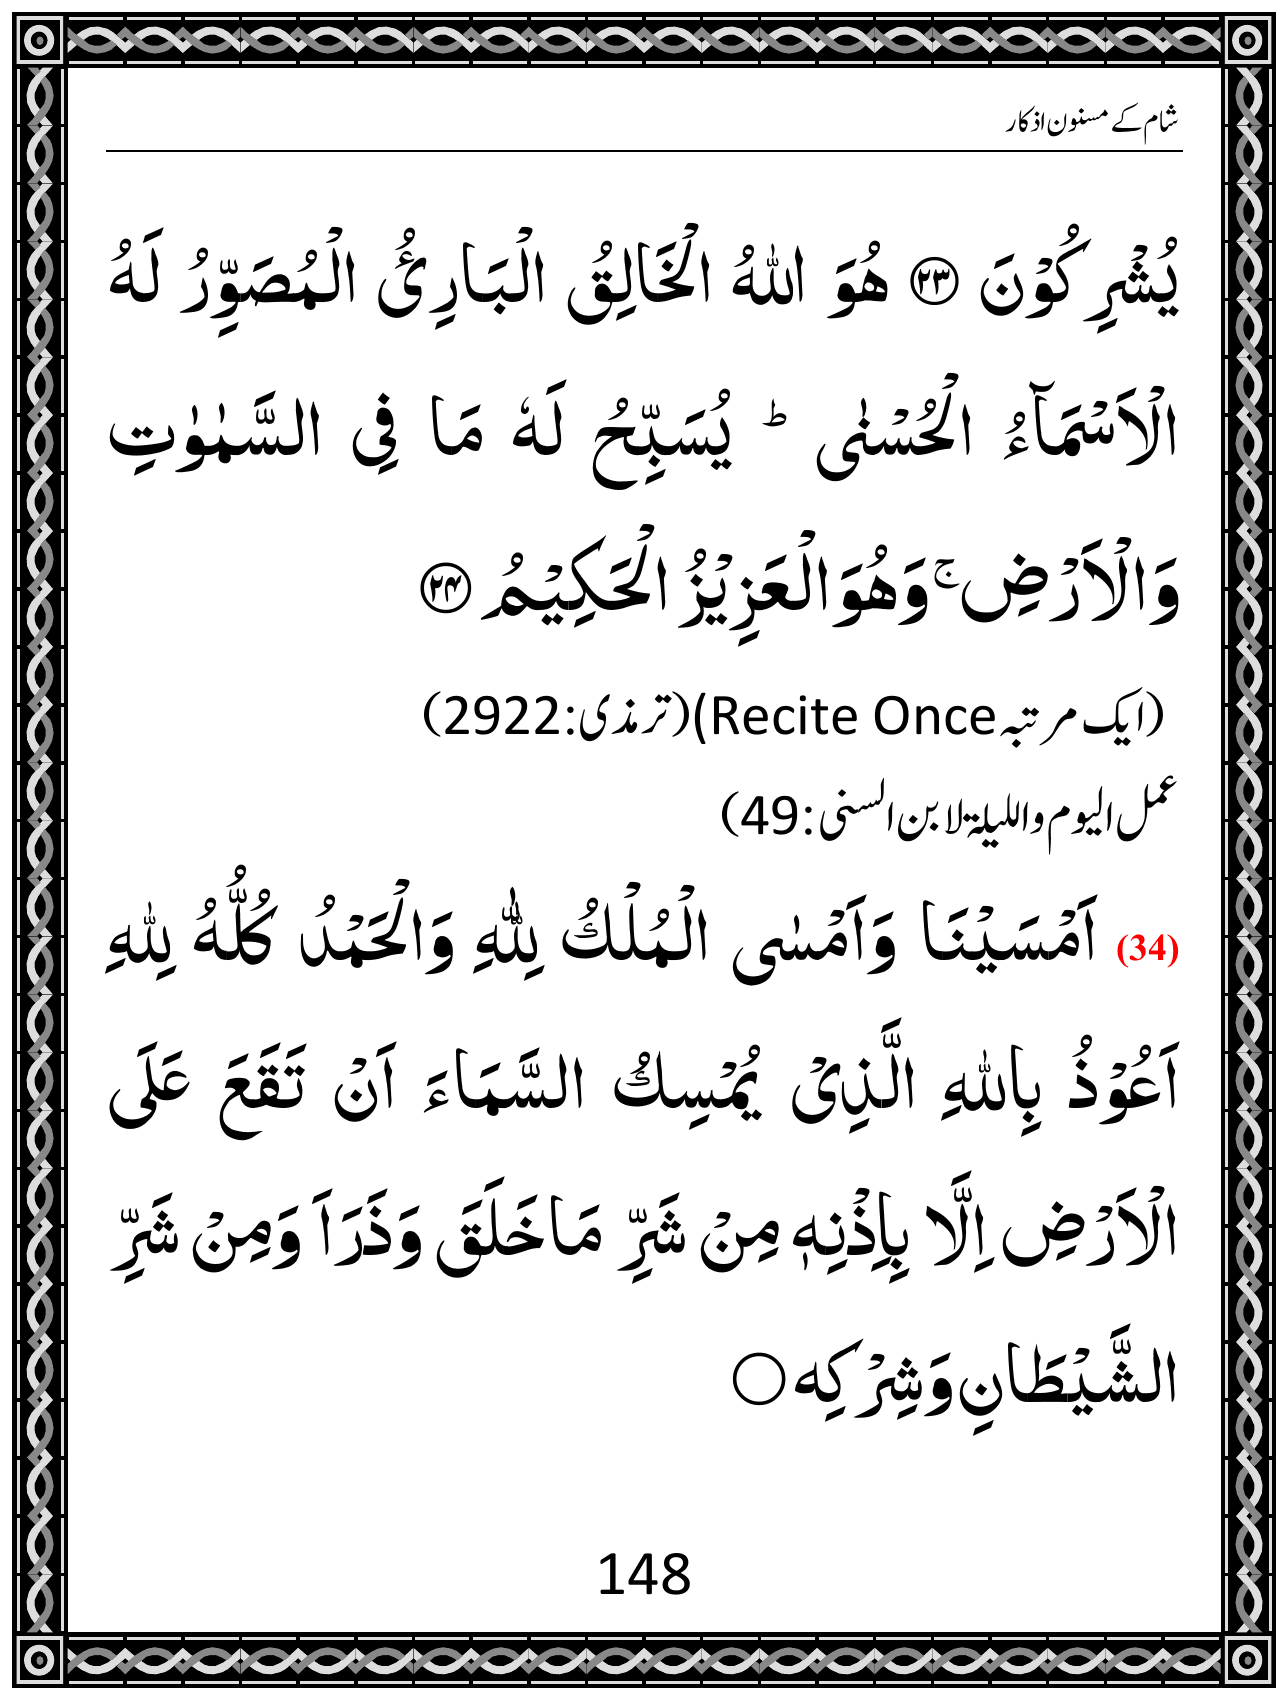 شام کے مسنون اذکار
يُشْرِكُوْنَ ۝۲۳ هُوَ اللّٰهُ الْخَالِقُ الْبَارِئُ الْمُصَوِّرُ لَهُ
الْاَسْمَآءُ الْحُسْنٰى ؕ يُسَبِّحُ لَهٗ مَا فِى السَّمٰوٰتِ
وَالْاَرْضِ ۚ وَهُوَ الْعَزِيْزُ الْحَكِيْمُ ۝۲۴
(ایک مرتبہ Recite Once)(ترمذی:2922)
عمل الیوم واللیلۃ لابن السنی:49)
(34) اَمْسَيْنَا وَاَمْسٰى الْمُلْكُ لِلّٰهِ وَالْحَمْدُ كُلُّهُ لِلّٰهِ
اَعُوْذُ بِاللّٰهِ الَّذِىْ يُمْسِكُ السَّمَاءَ اَنْ تَقَعَ عَلَى
الْاَرْضِ اِلَّا بِاِذْنِهٖ مِنْ شَرِّ مَا خَلَقَ وَذَرَاَ وَمِنْ شَرِّ
الشَّيْطَانِ وَشِرْكِه ۝
148